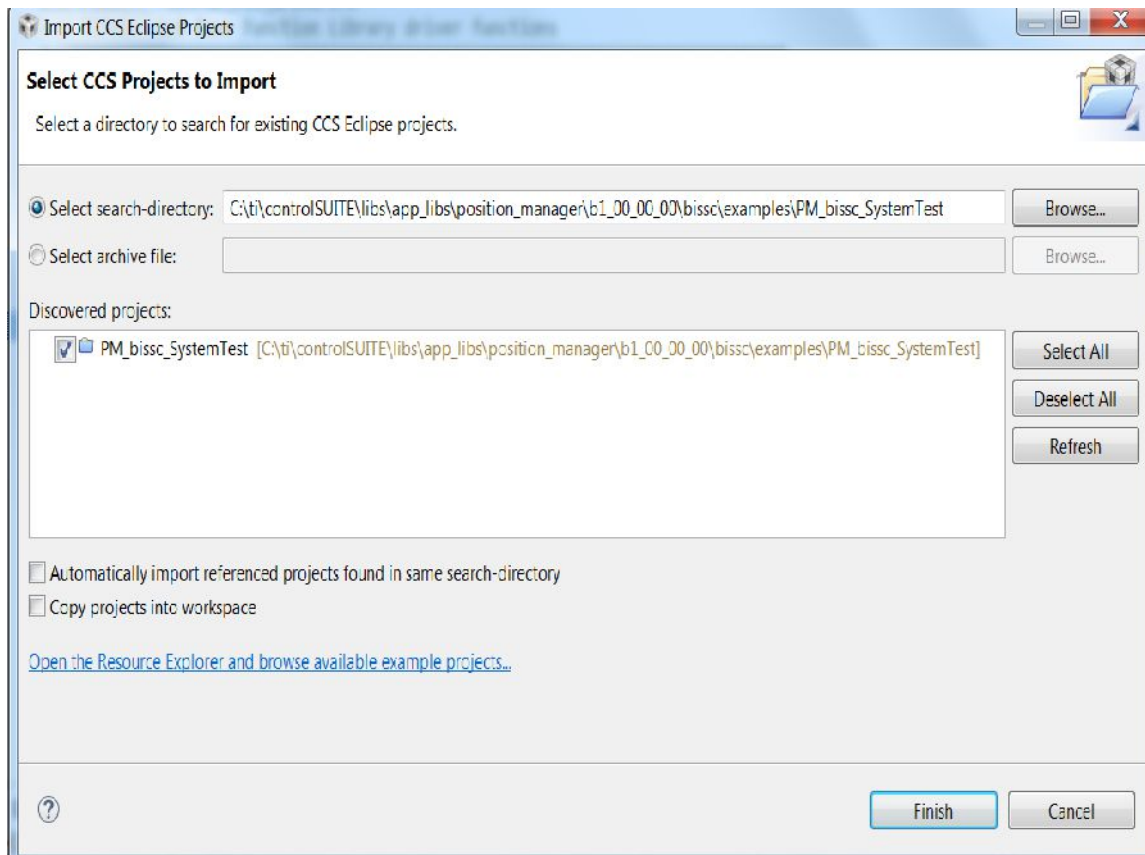 Import CCS Eclipse Projects
Function Library driver functions
Select CCS Projects to Import
Select a directory to search for existing CCS Eclipse projects.
Select search-directory: C:\ti\controlSUITE\libs\app_libs\position_manager\b1_00_00_00\bissc\examples\PM_bissc_SystemTest Browse...
Select archive file: Browse...
Discovered projects:
PM_bissc_SystemTest [C:\ti\controlSUITE\libs\app_libs\position_manager\b1_00_00_00\bissc\examples\PM_bissc_SystemTest]
Select All
Deselect All
Refresh
Automatically import referenced projects found in same search-directory
Copy projects into workspace
Open the Resource Explorer and browse available example projects...
Finish Cancel